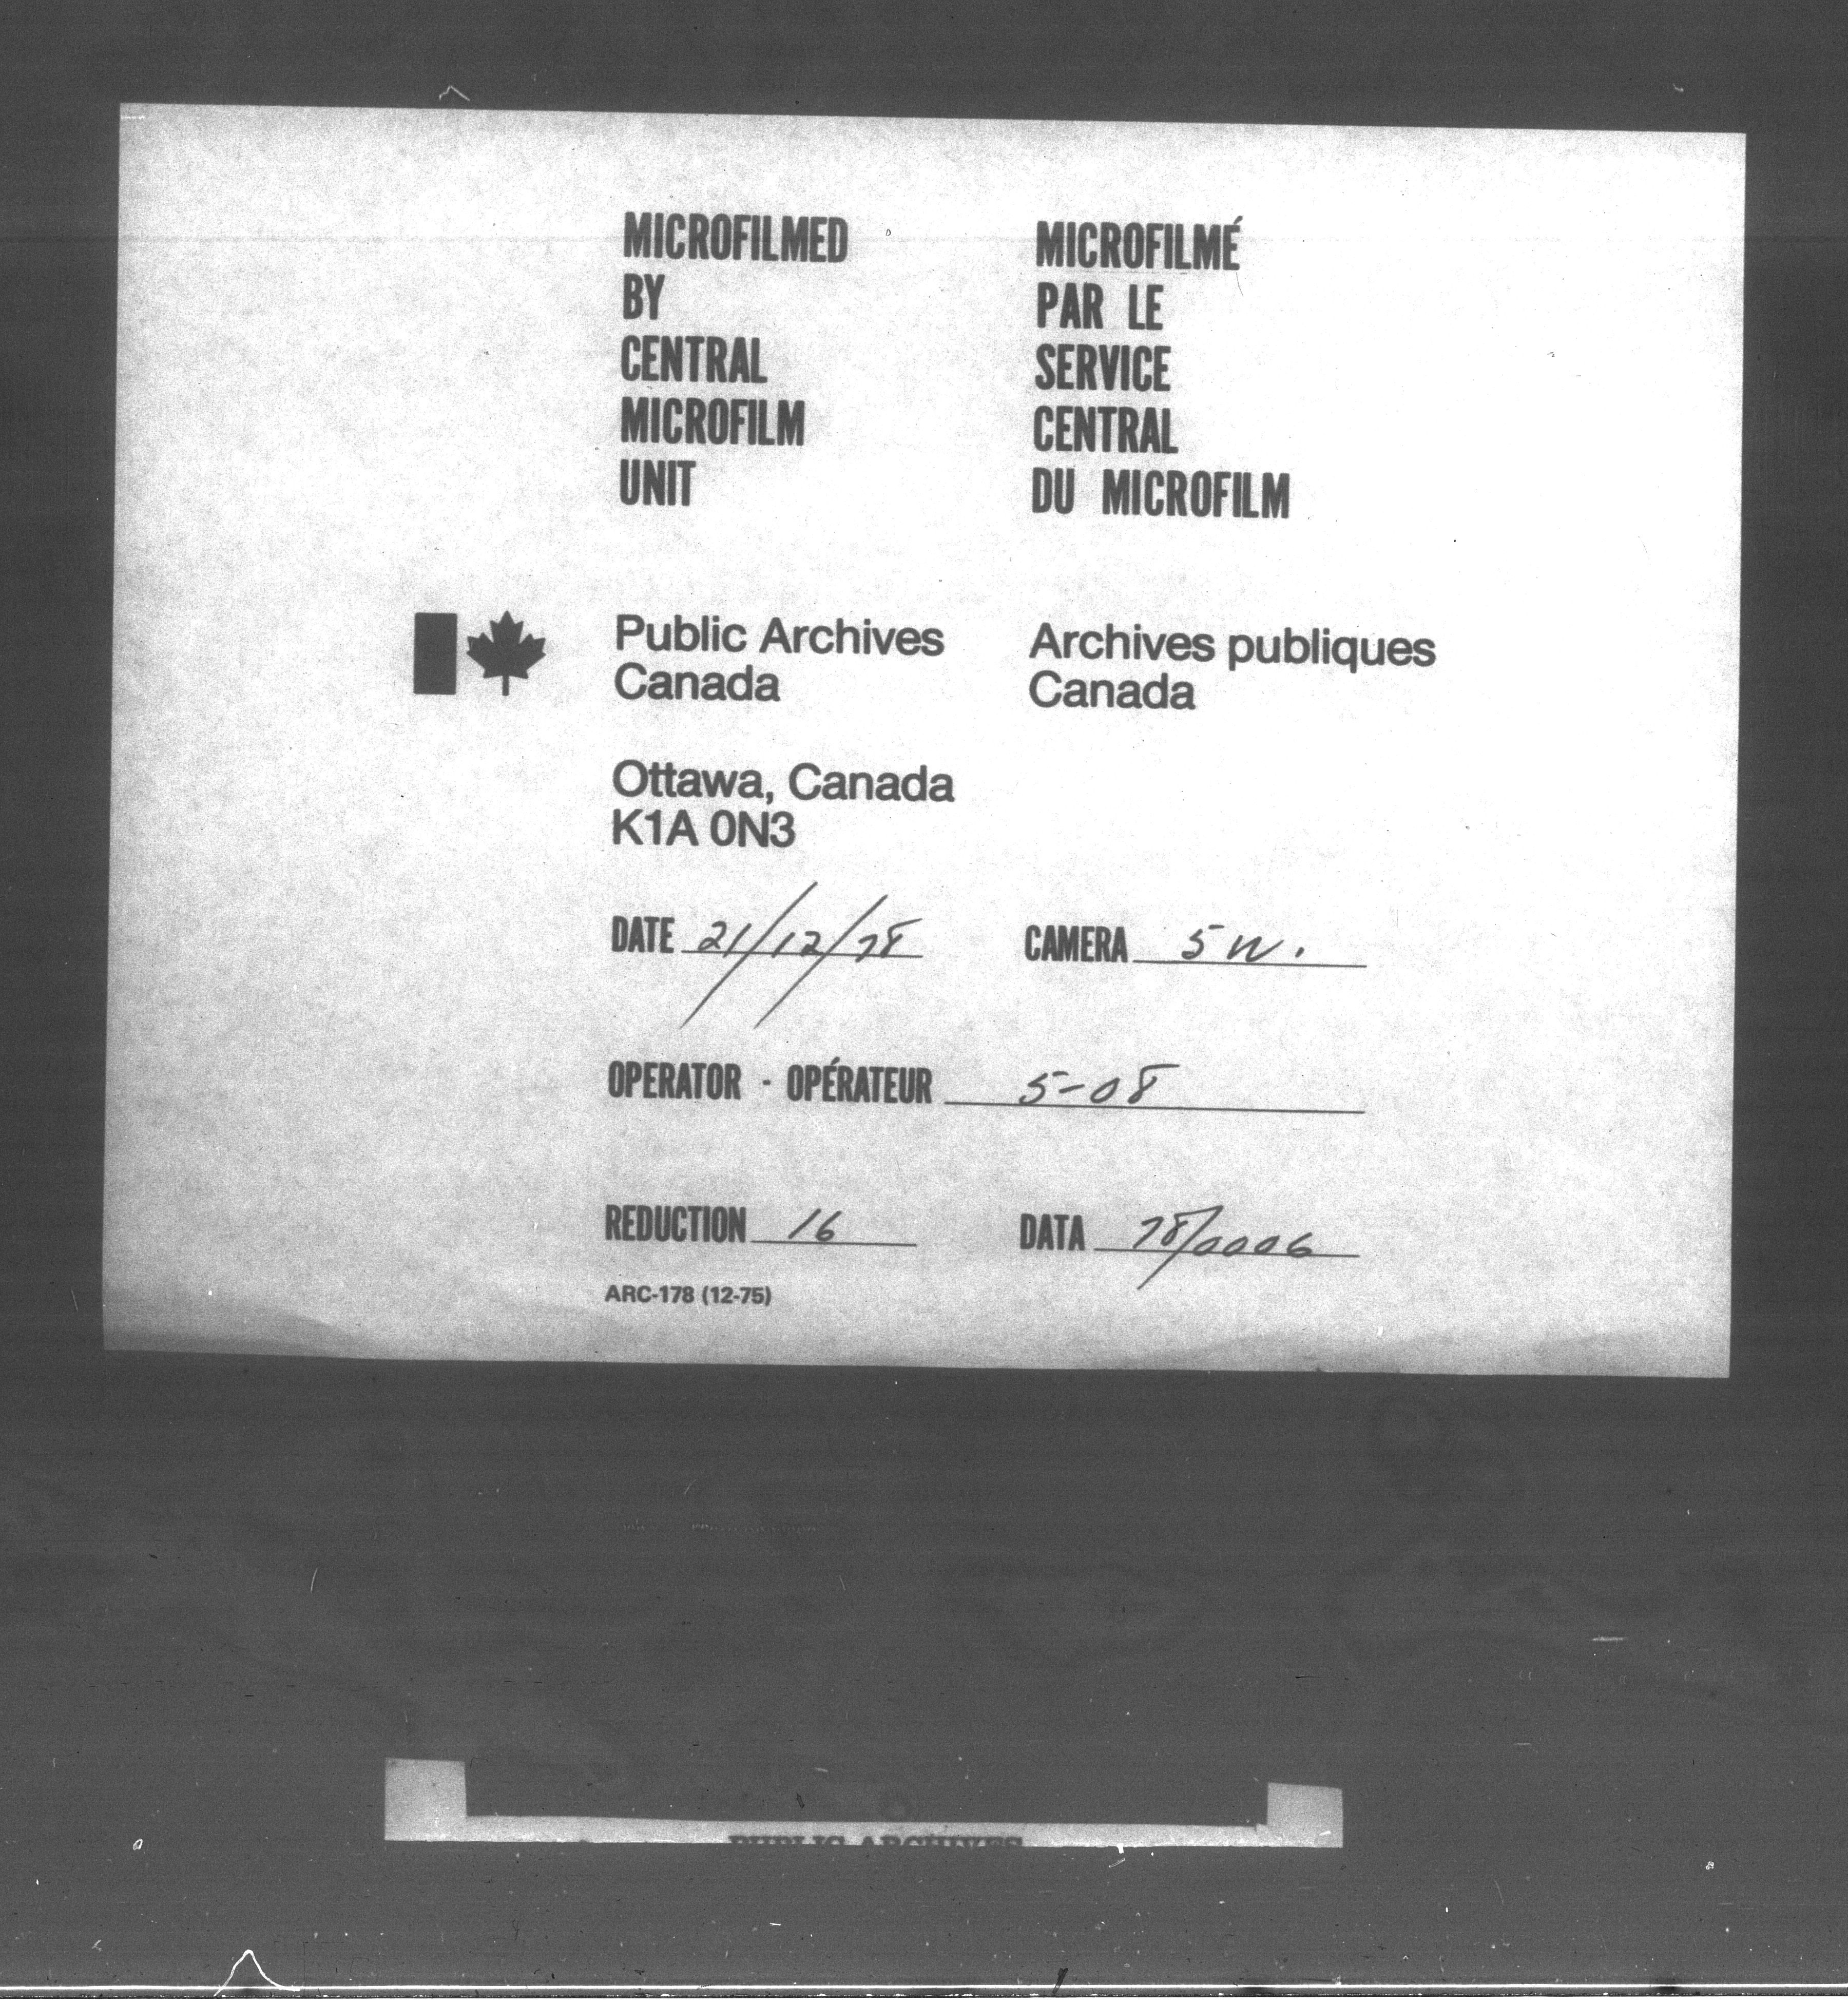 MICROFILMED
BY
CENTRAL
MICROFILM
UNIT
MICROFILMÉ
PAR LE
SERVICE
CENTRAL
DU MICROFILM
Public Archives
Canada
Archives publiques
Canada
Ottawa, Canada
K1A 0N3
DATE 21/12/78
CAMERA 5 W.
OPERATOR - OPÉRATEUR 5-08
REDUCTION 16
DATA 78/0006
ARC-178 (12-75)
PUBLIC ARCHIVES